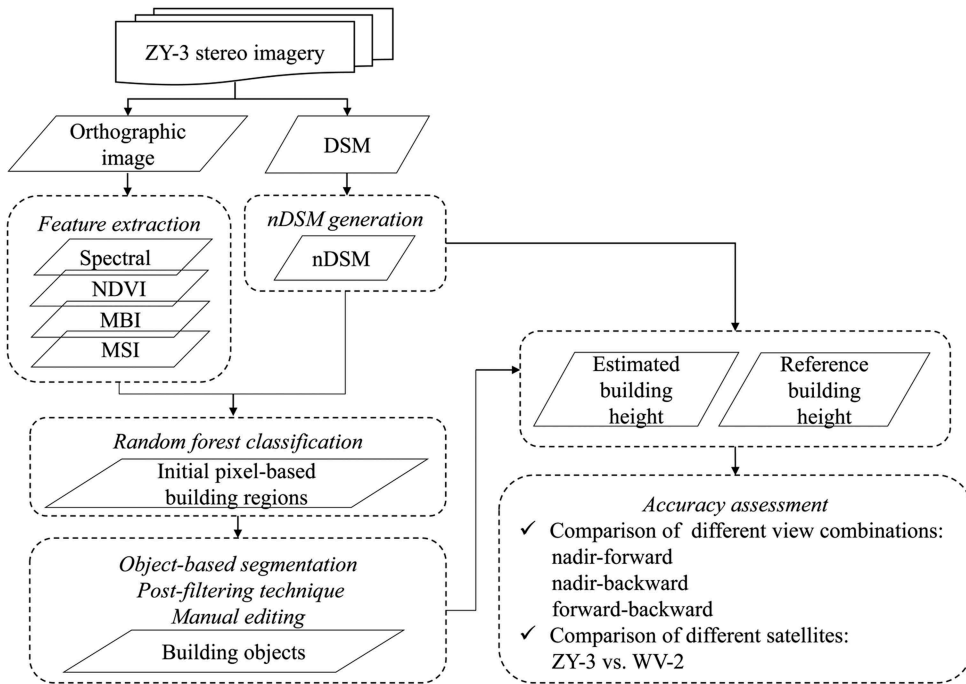 ZY-3 stereo imagery
Orthographic
image
DSM
Feature extraction
Spectral
NDVI
MBI
MSI
nDSM generation
nDSM
Random forest classification
Initial pixel-based
building regions
Object-based segmentation
Post-filtering technique
Manual editing
Building objects
Estimated
building
height
Reference
building
height
Accuracy assessment
✓ Comparison of different view combinations:
nadir-forward
nadir-backward
forward-backward
✓ Comparison of different satellites:
ZY-3 vs. WV-2